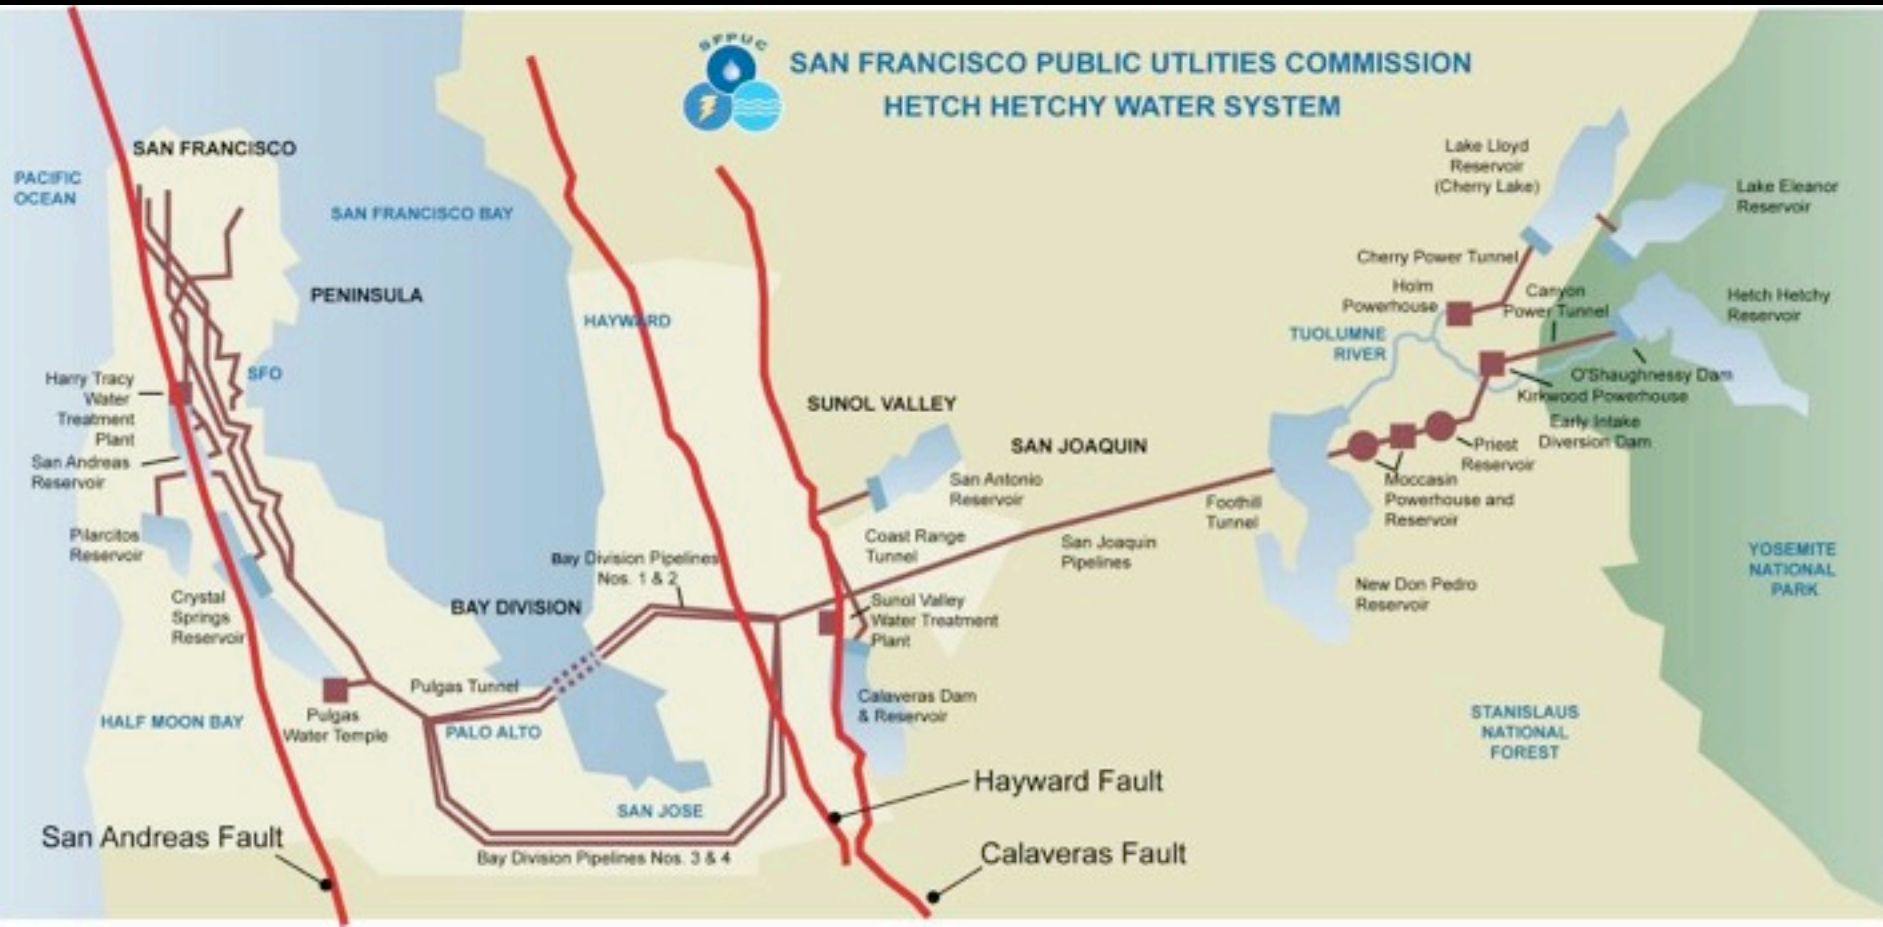 SFPUC
SAN FRANCISCO PUBLIC UTLITIES COMMISSION
HETCH HETCHY WATER SYSTEM
SAN FRANCISCO
PACIFIC
OCEAN
SAN FRANCISCO BAY
PENINSULA
HAYWARD
SFO
Harry Tracy
Water
Treatment
Plant
San Andreas
Reservoir
Pilarcitos
Reservoir
Crystal
Springs
Reservoir
HALF MOON BAY
Pulgas
Water Temple
San Andreas Fault
Bay Division Pipelines
Nos. 1 & 2
BAY DIVISION
Pulgas Tunnel
PALO ALTO
SAN JOSE
Bay Division Pipelines Nos. 3 & 4
SUNOL VALLEY
San Antonio
Reservoir
Coast Range
Tunnel
Sunol Valley
Water Treatment
Plant
Calaveras Dam
& Reservoir
Hayward Fault
Calaveras Fault
SAN JOAQUIN
San Joaquin
Pipelines
Foothill
Tunnel
Lake Lloyd
Reservoir
(Cherry Lake)
Lake Eleanor
Reservoir
Cherry Power Tunnel
Holm
Powerhouse
Canyon
Power Tunnel
Hetch Hetchy
Reservoir
TUOLUMNE
RIVER
O'Shaughnessy Dam
Kirkwood Powerhouse
Early Intake
Diversion Dam
Priest
Reservoir
Moccasin
Powerhouse and
Reservoir
New Don Pedro
Reservoir
YOSEMITE
NATIONAL
PARK
STANISLAUS
NATIONAL
FOREST